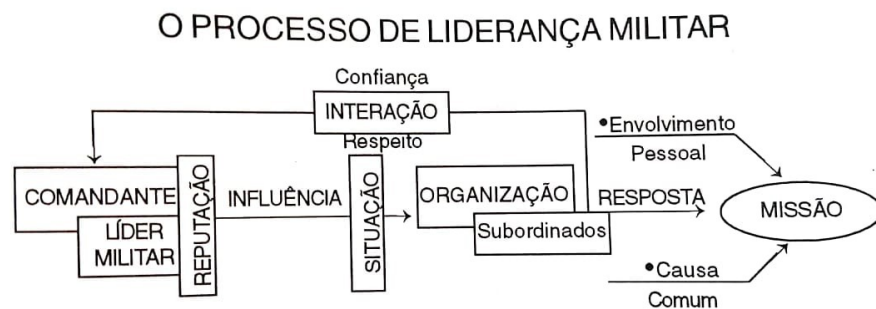 O PROCESSO DE LIDERANÇA MILITAR
Confiança
INTERAÇÃO
Respeito
•Envolvimento
Pessoal
COMANDANTE
LÍDER
MILITAR
REPUTAÇÃO
INFLUÊNCIA
SITUAÇÃO
ORGANIZAÇÃO
Subordinados
RESPOSTA
MISSÃO
•Causa
Comum